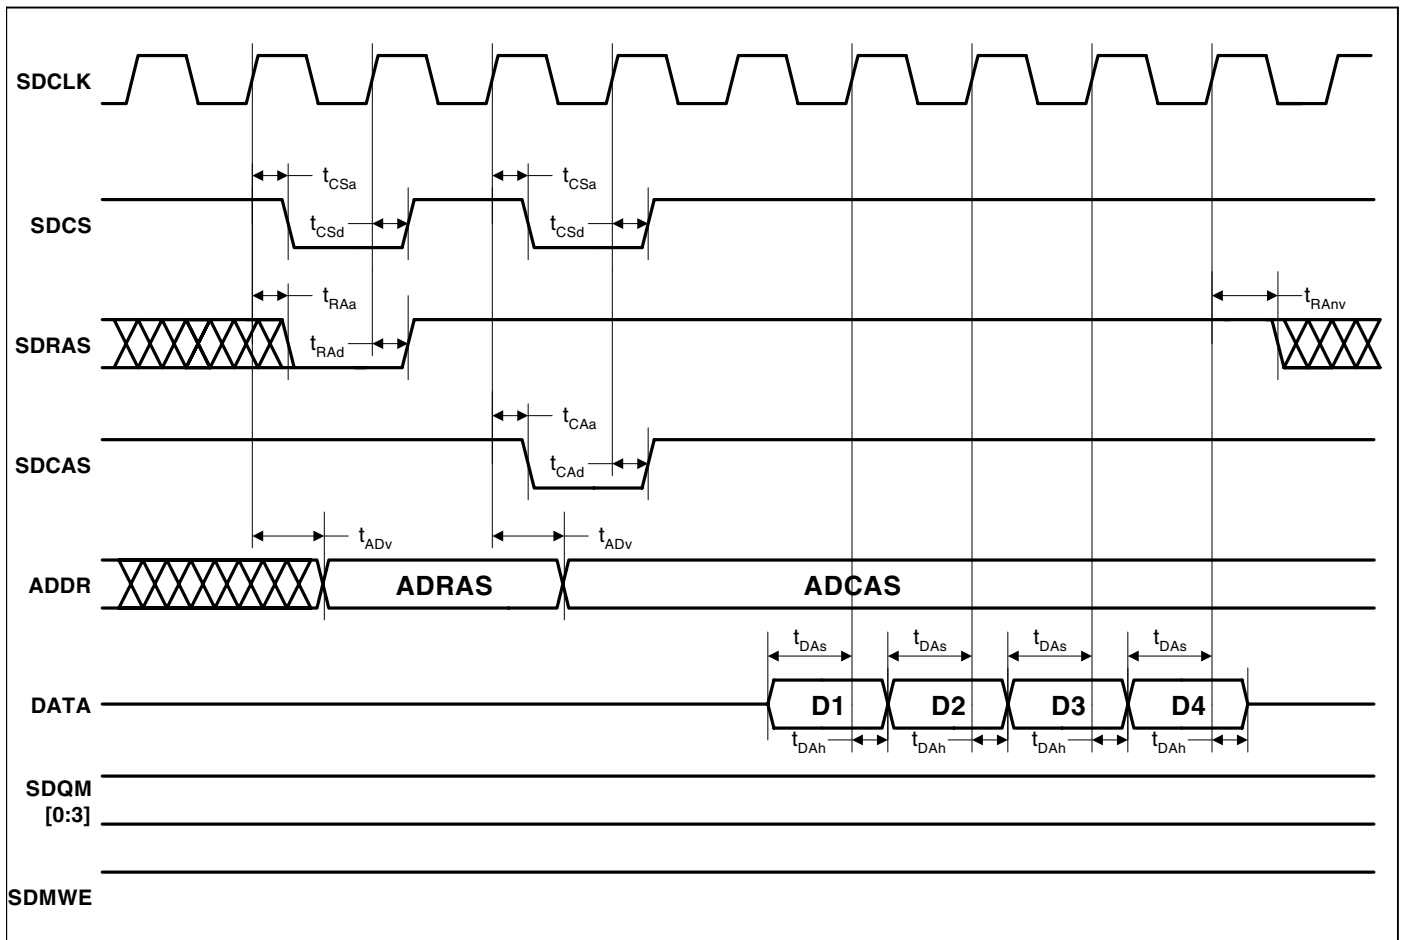 SDCLK
t_CSa t_CSa
SDCS t_CSd t_CSd
t_RAa t_RAnv
SDRAS t_RAd
t_CAa
SDCAS t_CAd
t_ADv t_ADv
ADDR ADRAS ADCAS
t_DAs t_DAs t_DAs t_DAs
DATA D1 D2 D3 D4
t_DAh t_DAh t_DAh t_DAh
SDQM
[0:3]
SDMWE